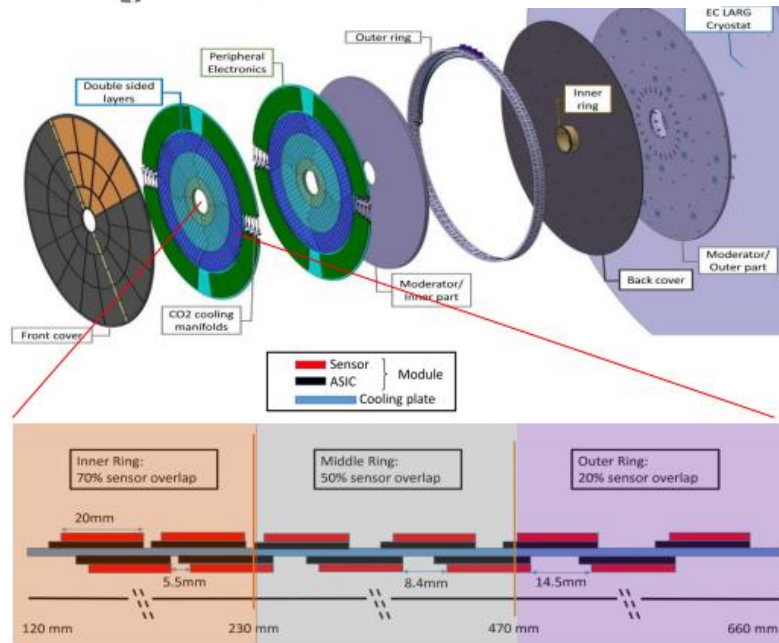 EC LARG
Cryostat
Outer ring
Peripheral
Electronics
Double sided
layers
Inner
ring
Moderator/
Outer part
Back cover
Moderator/
Inner part
CO2 cooling
manifolds
Front cover
Sensor
ASIC
Module
Cooling plate
Inner Ring:
70% sensor overlap
Middle Ring:
50% sensor overlap
Outer Ring:
20% sensor overlap
20mm
5.5mm
8.4mm
14.5mm
120 mm
230 mm
470 mm
660 mm